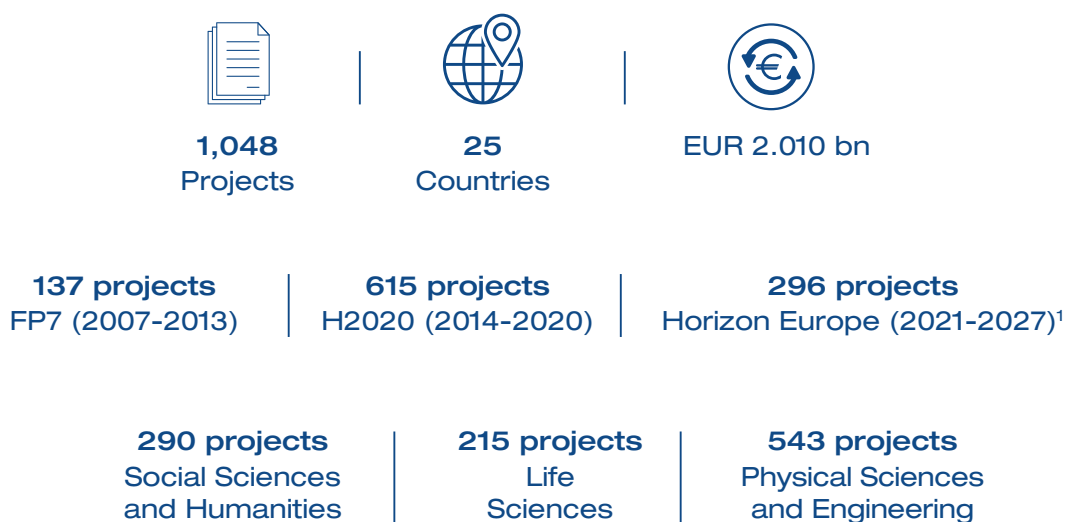 €
1,048
Projects
25
Countries
EUR 2.010 bn
137 projects
FP7 (2007-2013)
615 projects
H2020 (2014-2020)
296 projects
Horizon Europe (2021-2027)¹
290 projects
Social Sciences
and Humanities
215 projects
Life
Sciences
543 projects
Physical Sciences
and Engineering